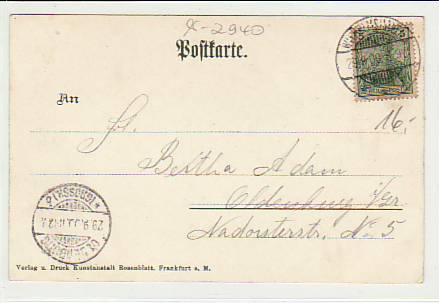 x-2940
Postkarte.
An
16,-
Frl.
Bertha Adam
Oldenburg i/Gr.
Nadorsterstr. No 5
Verlag u. Druck Kunstanstalt Rosenblatt, Frankfurt a. M.